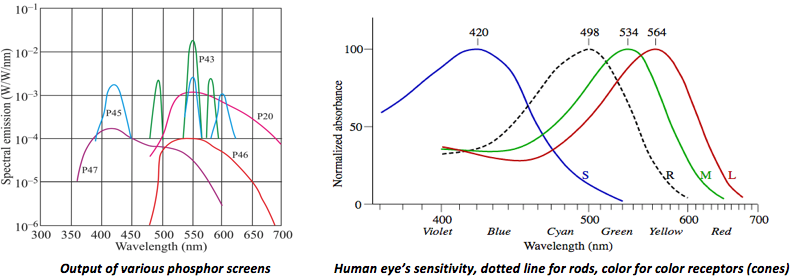 Spectral emission (W/W/nm)
10⁻¹
10⁻²
10⁻³
10⁻⁴
10⁻⁵
10⁻⁶
P43
P45
P20
P47
P46
300 350 400 450 500 550 600 650 700
Wavelength (nm)
Output of various phosphor screens
420 498 534 564
Normalized absorbance
100
50
0
S R M L
400 500 600 700
Violet Blue Cyan Green Yellow Red
Wavelength (nm)
Human eye's sensitivity, dotted line for rods, color for color receptors (cones)